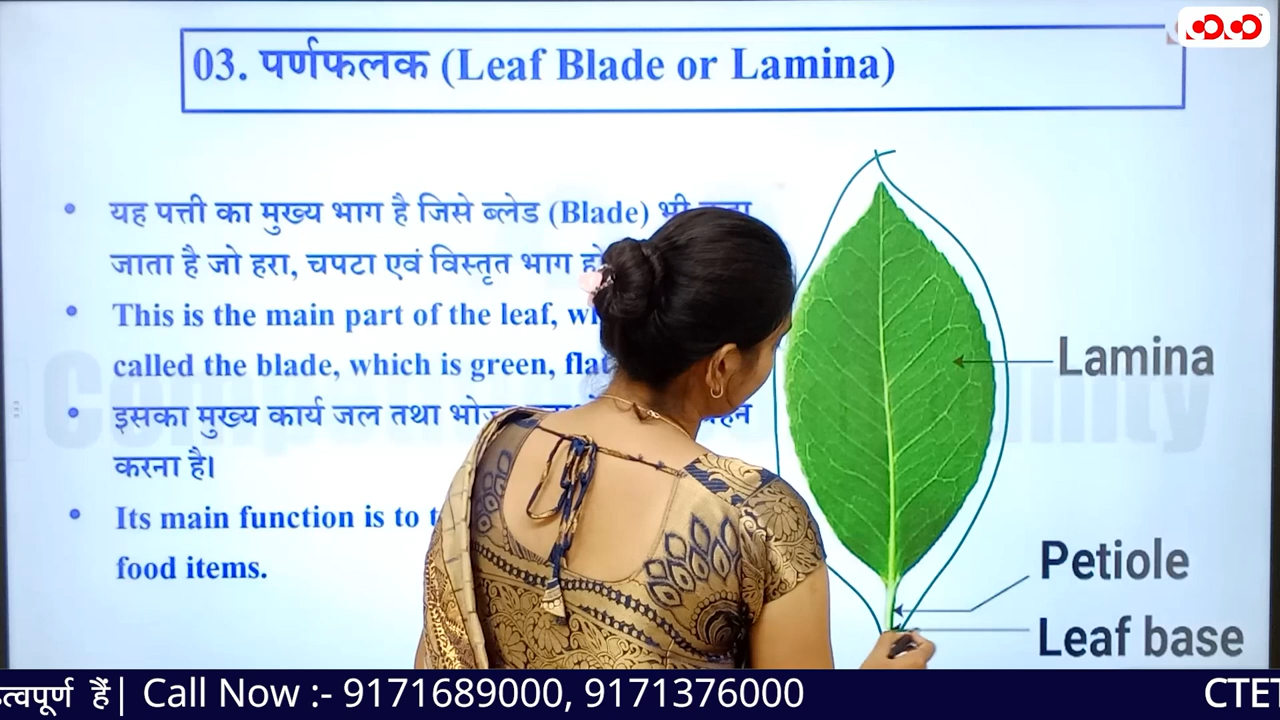 03. पर्णफलक (Leaf Blade or Lamina)
यह पत्ती का मुख्य भाग है जिसे ब्लेड (Blade) भी कहा
जाता है जो हरा, चपटा एवं विस्तृत भाग
This is the main part of the leaf,
called the blade, which is green, flat
इसका मुख्य कार्य जल तथा
करना है।
Its main function is to
food items.
Lamina
Petiole
Leaf base
हैं| Call Now :- 9171689000, 9171376000
CTET